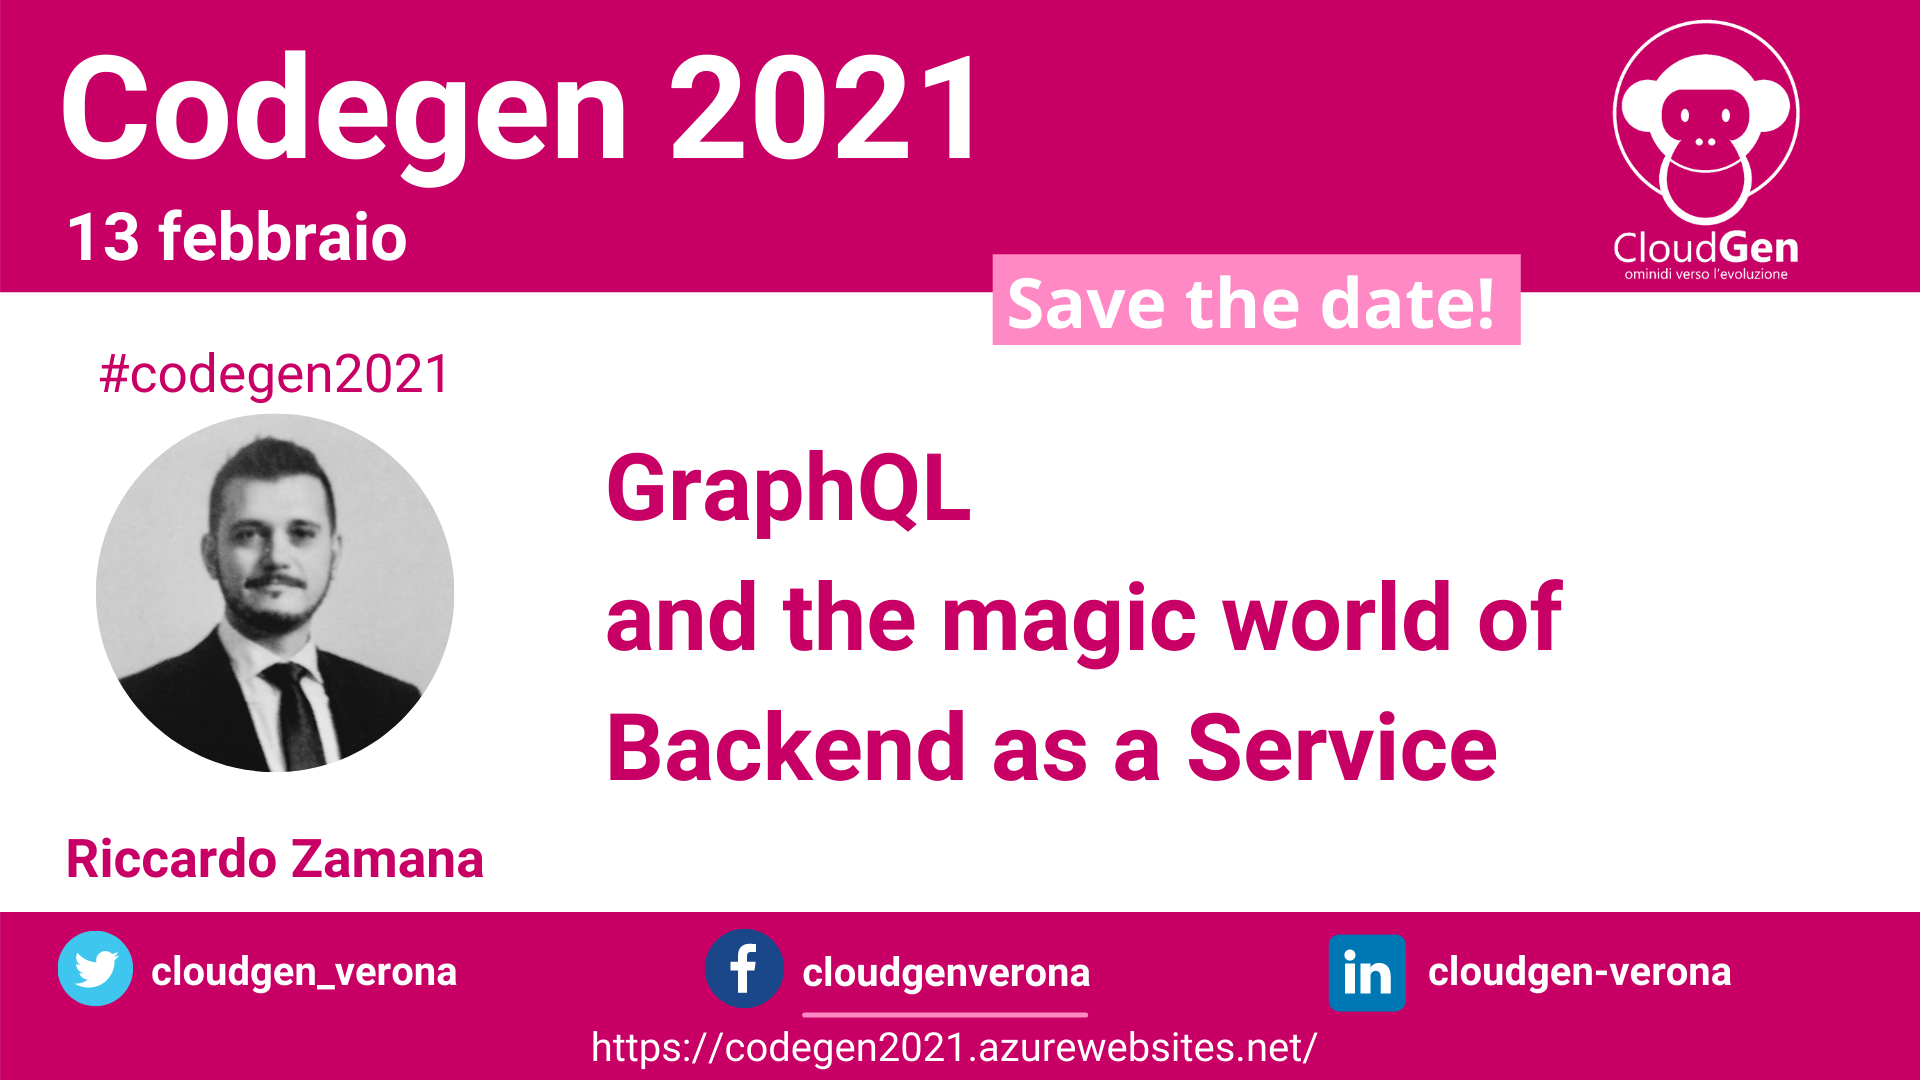 Codegen 2021
13 febbraio
CloudGen
ominidi verso l'evoluzione
Save the date!
#codegen2021
GraphQL
and the magic world of
Backend as a Service
Riccardo Zamana
cloudgen_verona
cloudgenverona
cloudgen-verona
https://codegen2021.azurewebsites.net/